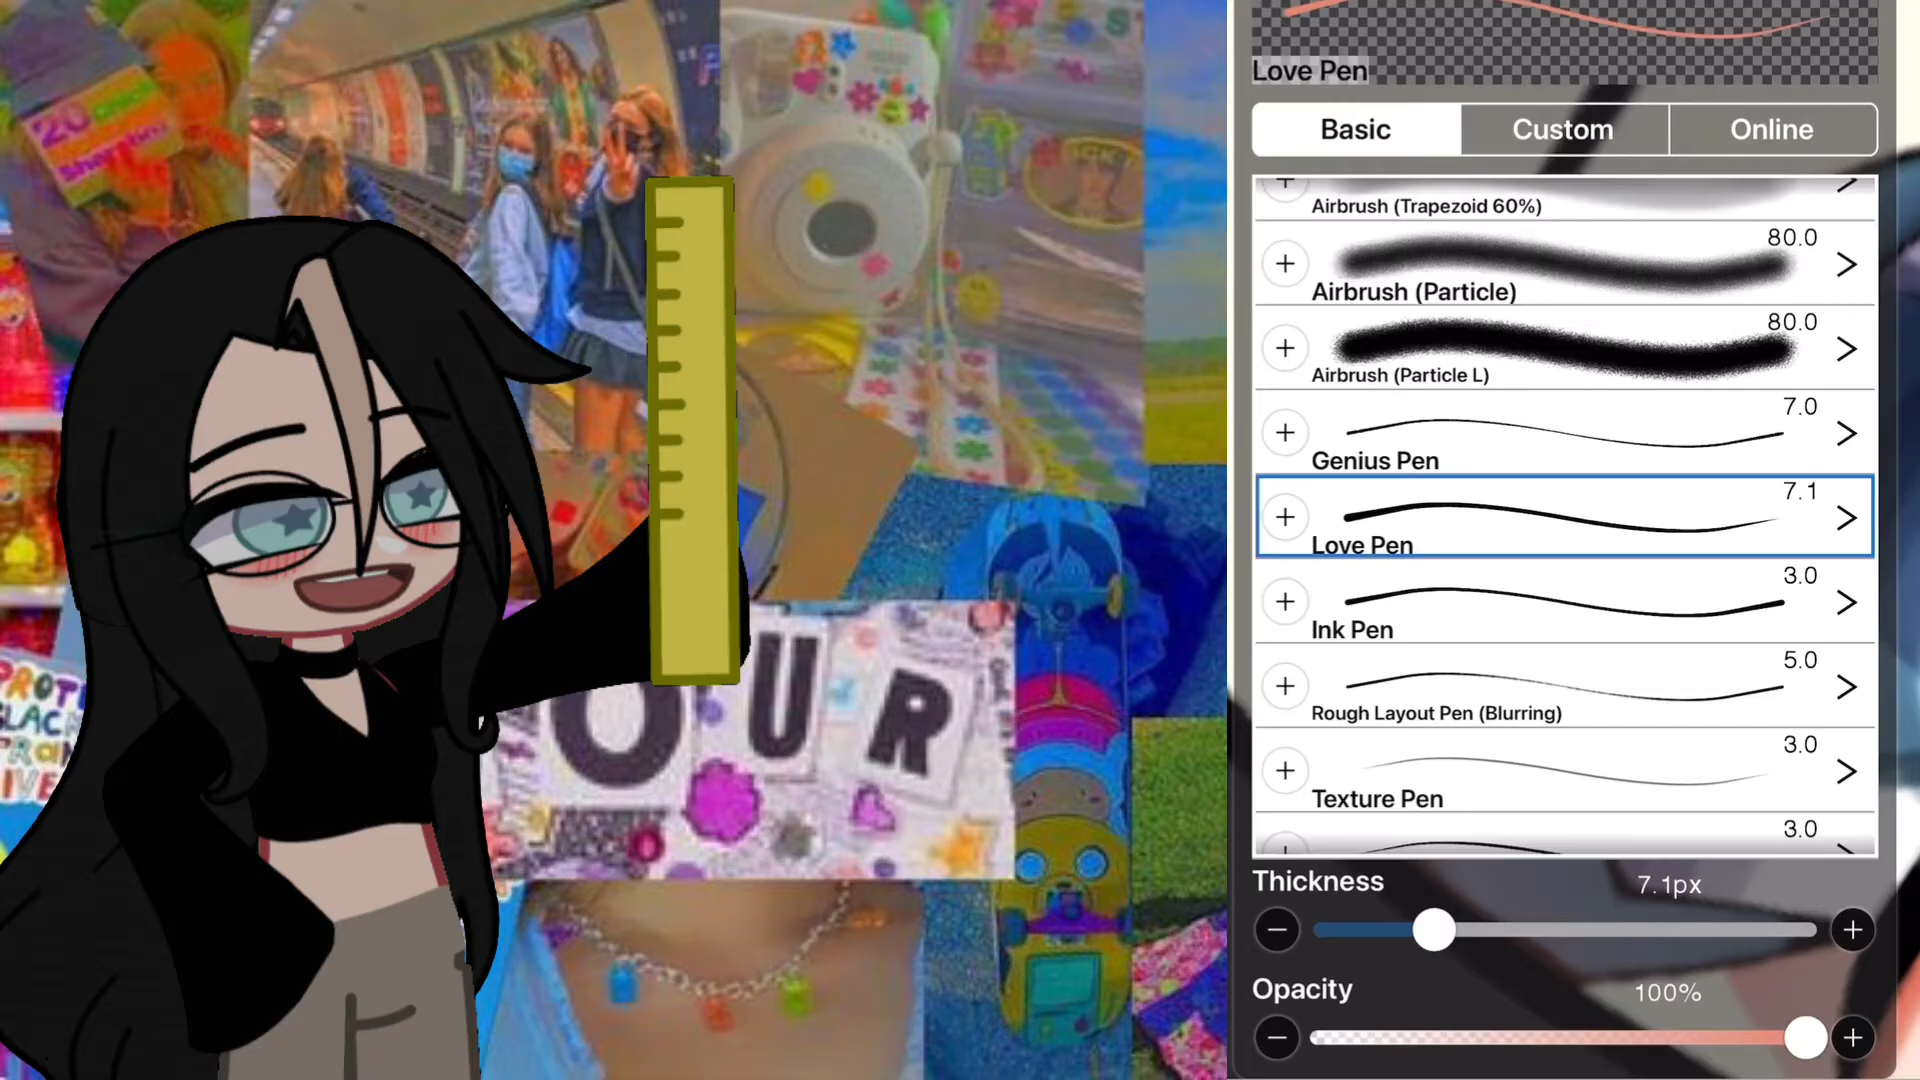 Love Pen
Basic
Custom
Online
Airbrush (Trapezoid 60%)
80.0
Airbrush (Particle)
80.0
Airbrush (Particle L)
7.0
Genius Pen
7.1
Love Pen
3.0
Ink Pen
5.0
Rough Layout Pen (Blurring)
3.0
Texture Pen
3.0
Thickness
7.1px
Opacity
100%
20
OUR